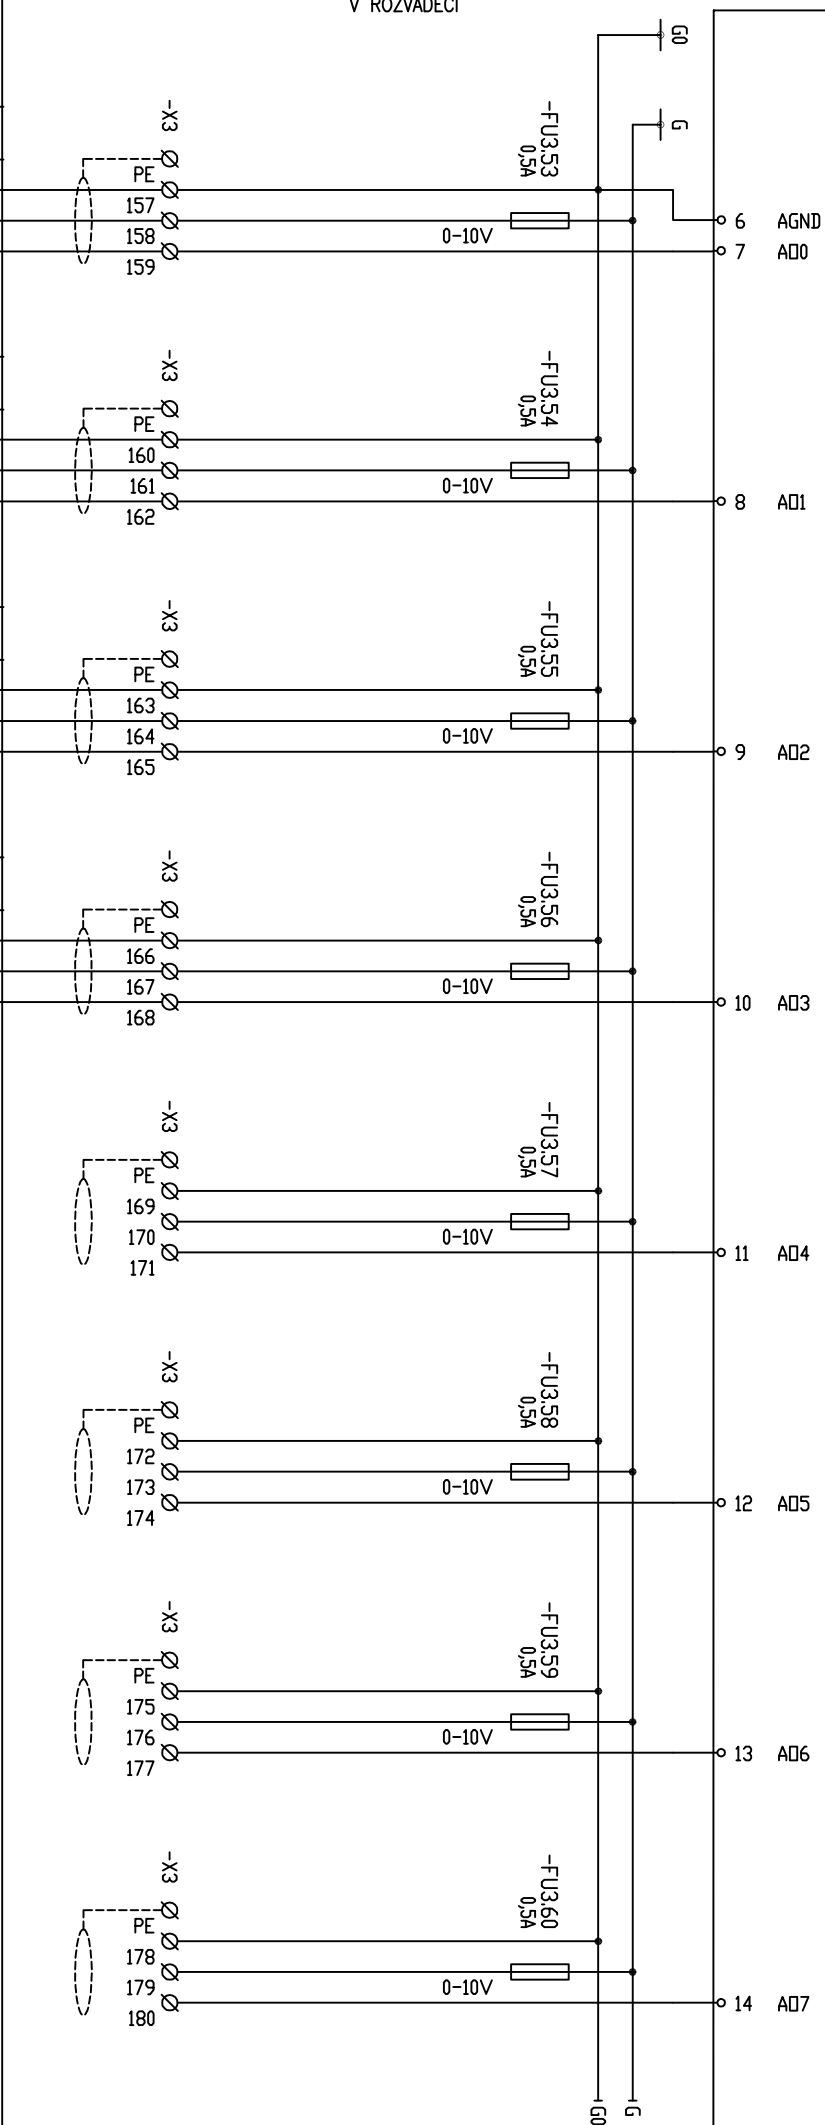 V ROZVADĚČI
G0
G
-X3
-FU3.53
0,5A
PE
157
158
0-10V
159
6 AGND
7 AO0
-X3
-FU3.54
0,5A
PE
160
161
0-10V
162
8 AO1
-X3
-FU3.55
0,5A
PE
163
164
0-10V
165
9 AO2
-X3
-FU3.56
0,5A
PE
166
167
0-10V
168
10 AO3
-X3
-FU3.57
0,5A
PE
169
170
0-10V
171
11 AO4
-X3
-FU3.58
0,5A
PE
172
173
0-10V
174
12 AO5
-X3
-FU3.59
0,5A
PE
175
176
0-10V
177
13 AO6
-X3
-FU3.60
0,5A
PE
178
179
0-10V
180
14 AO7
G0
G